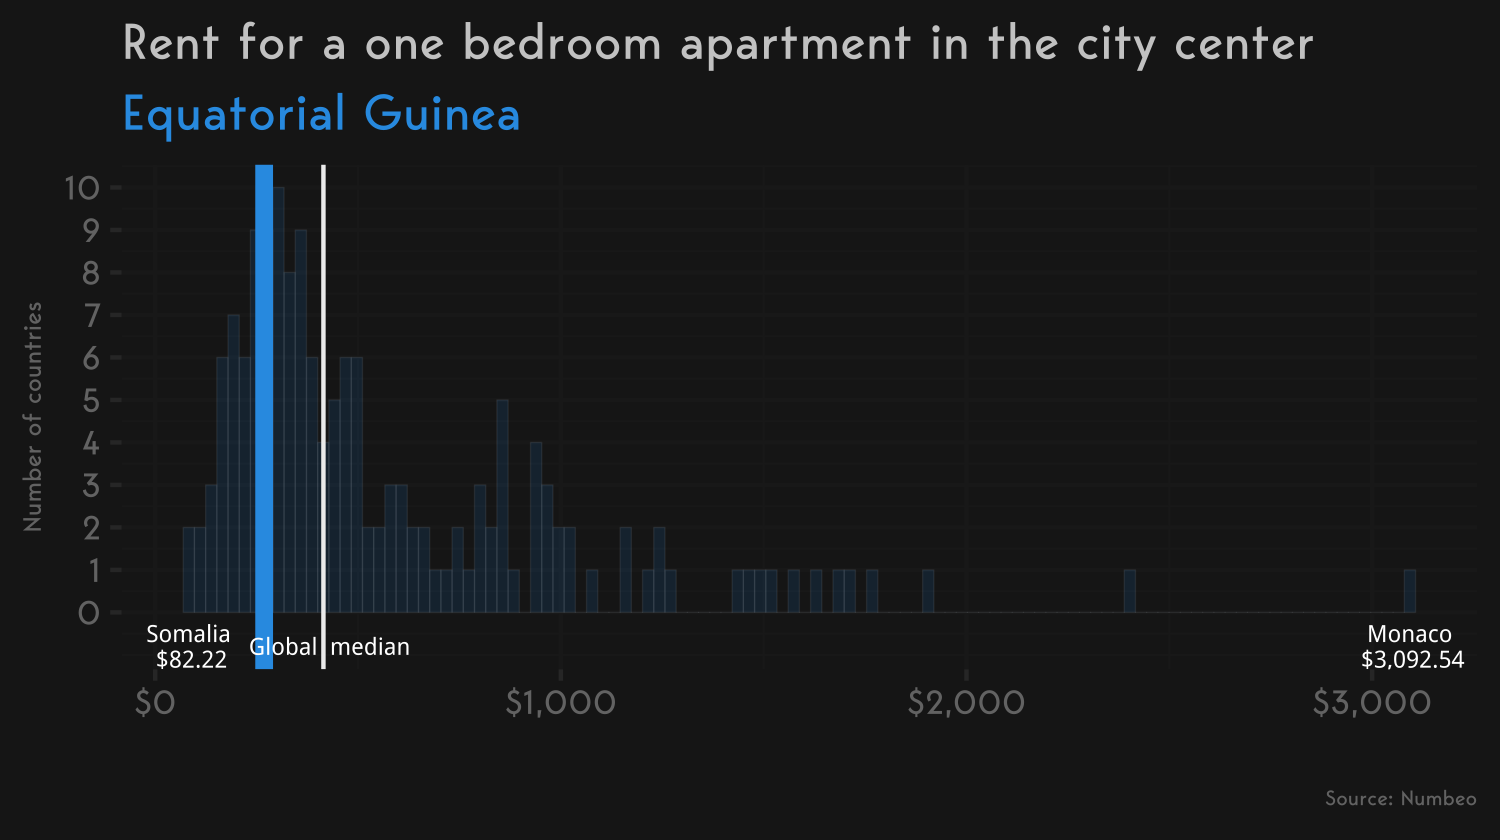 Rent for a one bedroom apartment in the city center
Equatorial Guinea
Number of countries
10
9
8
7
6
5
4
3
2
1
0
Somalia
$82.22
Global median
Monaco
$3,092.54
$0
$1,000
$2,000
$3,000
Source: Numbeo